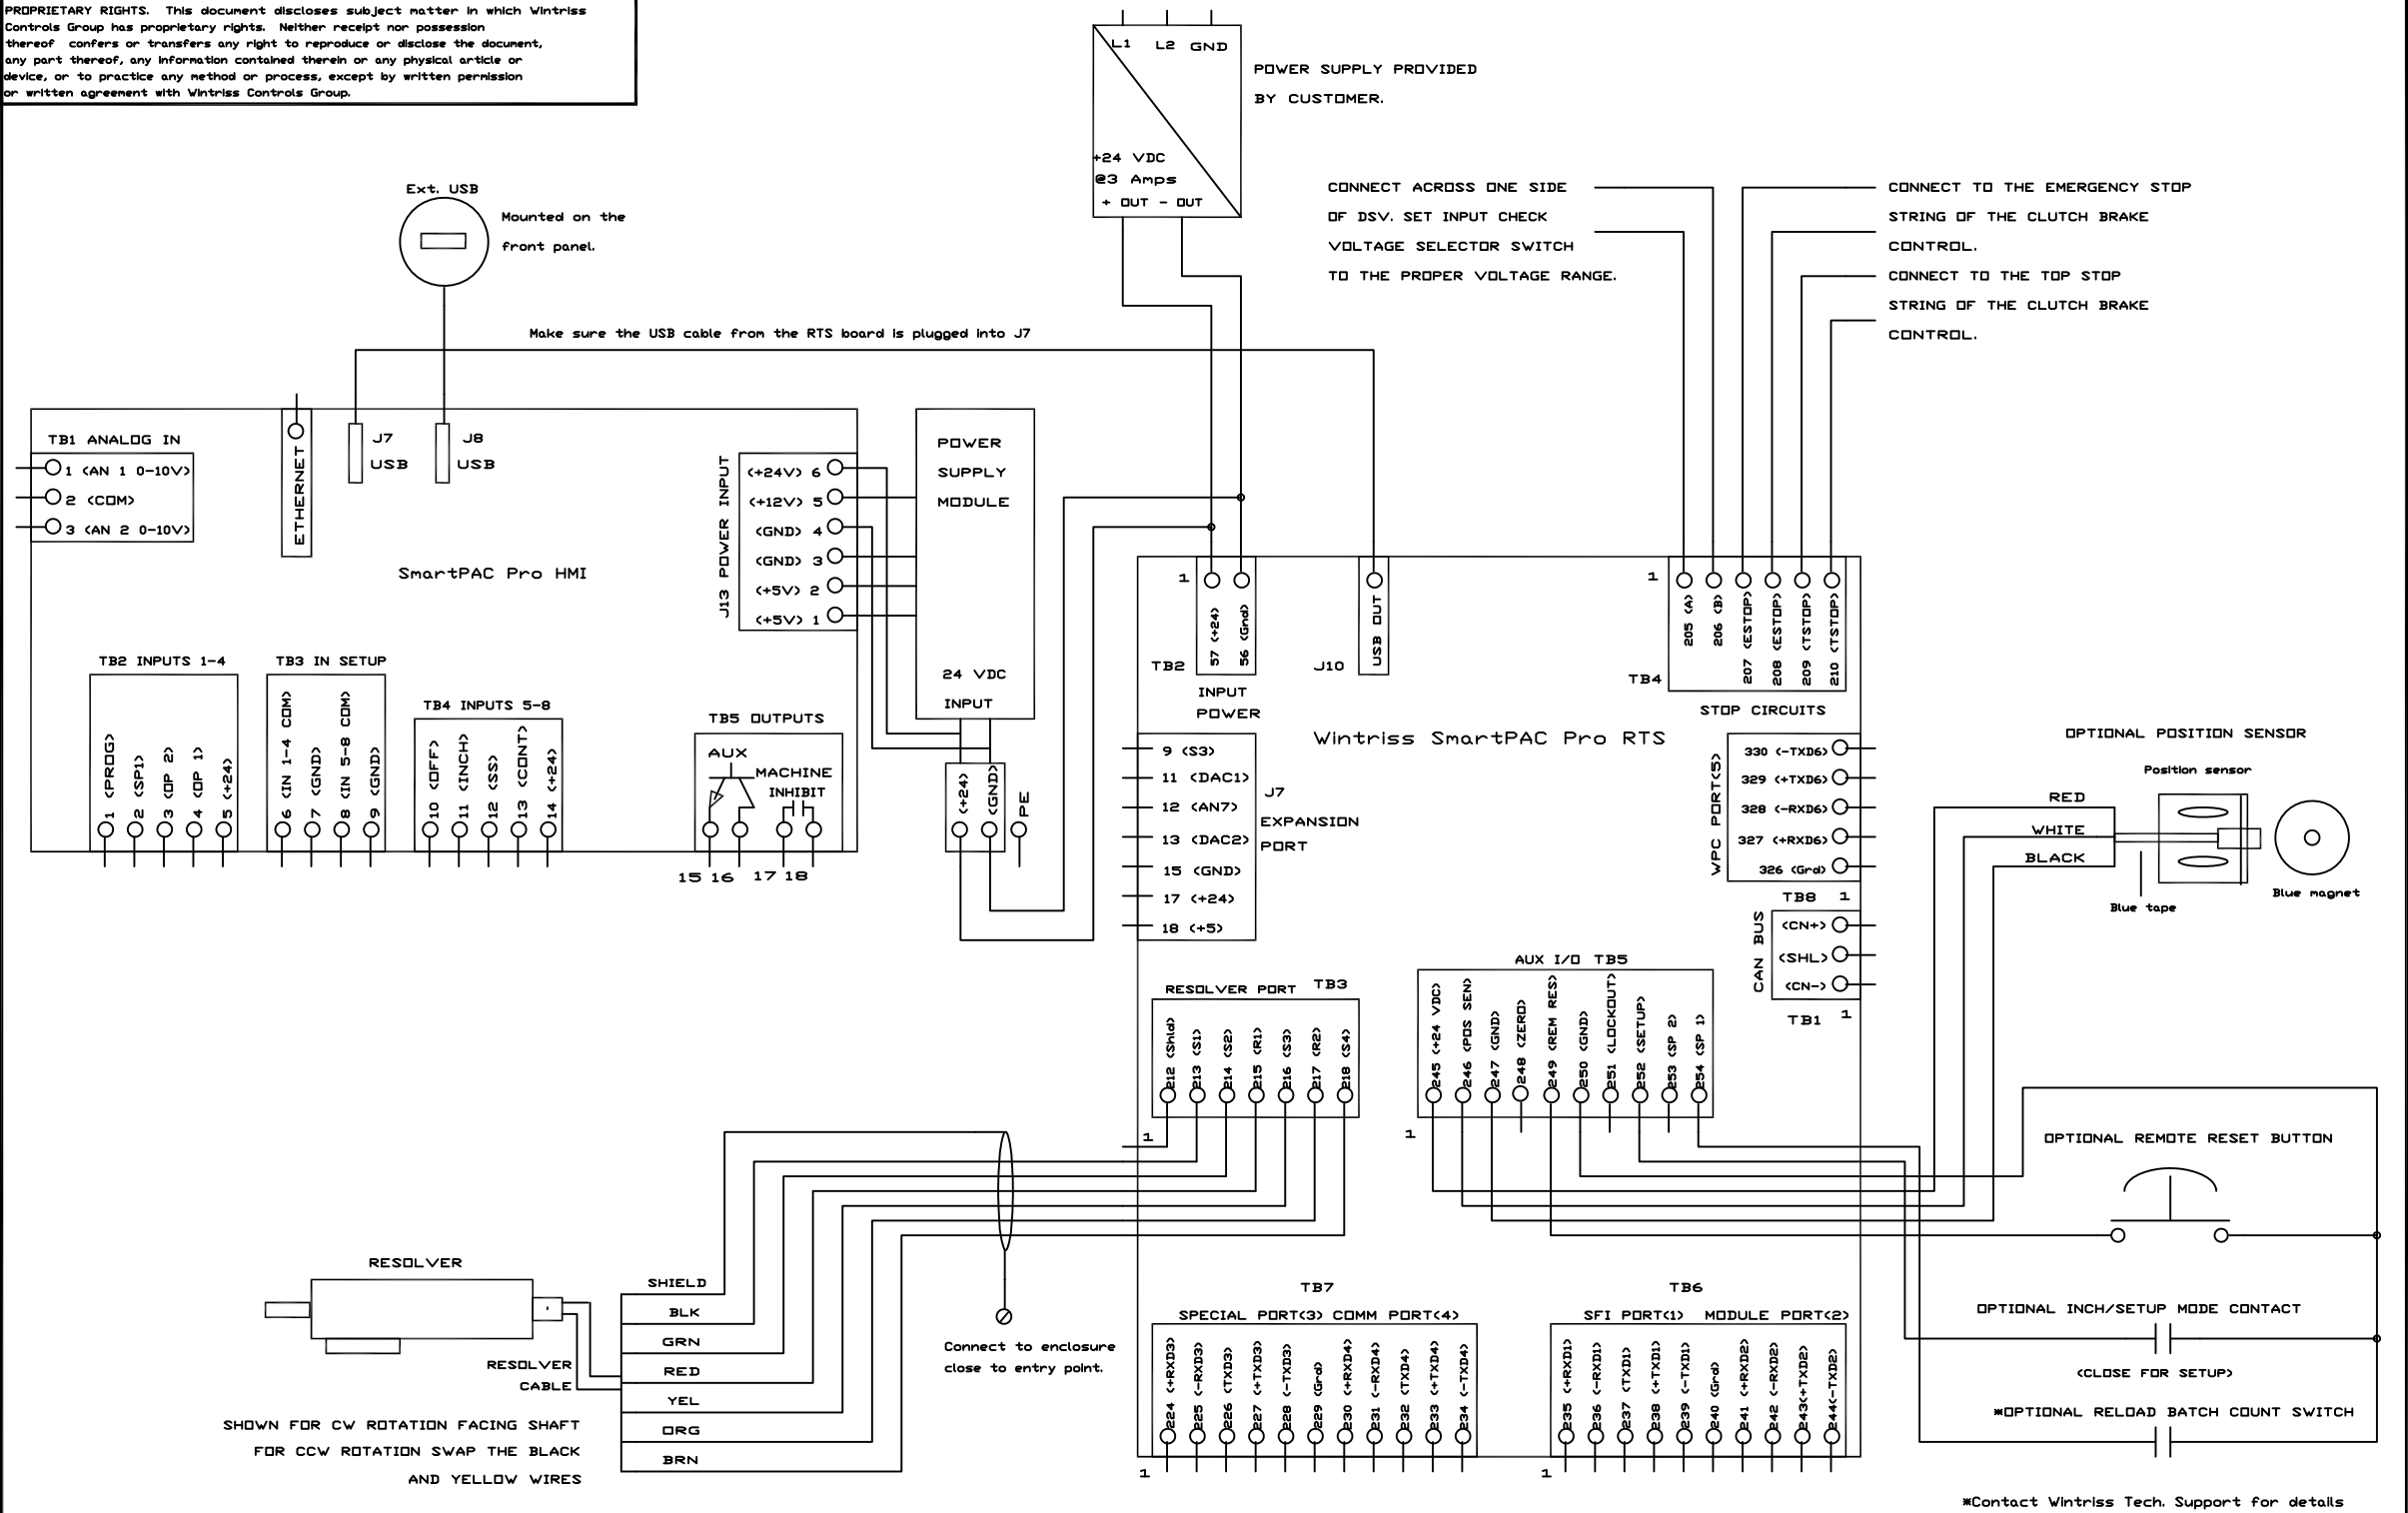 PROPRIETARY RIGHTS. This document discloses subject matter in which Wintriss
Controls Group has proprietary rights. Neither receipt nor possession
thereof confers or transfers any right to reproduce or disclose the document,
any part thereof, any information contained therein or any physical article or
device, or to practice any method or process, except by written permission
or written agreement with Wintriss Controls Group.
L1 L2 GND
POWER SUPPLY PROVIDED
BY CUSTOMER.
+24 VDC
@3 Amps
+ OUT - OUT
Ext. USB
Mounted on the
front panel.
CONNECT ACROSS ONE SIDE
OF DSV. SET INPUT CHECK
VOLTAGE SELECTOR SWITCH
TO THE PROPER VOLTAGE RANGE.
CONNECT TO THE EMERGENCY STOP
STRING OF THE CLUTCH BRAKE
CONTROL.
CONNECT TO THE TOP STOP
STRING OF THE CLUTCH BRAKE
CONTROL.
Make sure the USB cable from the RTS board is plugged into J7
TB1 ANALOG IN
1 (AN 1 0-10V)
2 (COM)
3 (AN 2 0-10V)
ETHERNET
J7
USB
J8
USB
SmartPAC Pro HMI
J13 POWER INPUT
(+24V) 6
(+12V) 5
(GND) 4
(GND) 3
(+5V) 2
(+5V) 1
POWER
SUPPLY
MODULE
24 VDC
INPUT
(+24)
(GND)
PE
TB2 INPUTS 1-4
1 (PROG)
2 (SP1)
3 (OP 2)
4 (OP 1)
5 (+24)
TB3 IN SETUP
6 (IN 1-4 COM)
7 (GND)
8 (IN 5-8 COM)
9 (GND)
TB4 INPUTS 5-8
10 (OFF)
11 (INCH)
12 (SS)
13 (CONT)
14 (+24)
TB5 OUTPUTS
AUX
MACHINE
INHIBIT
15 16 17 18
1
57 (+24)
56 (Gnd)
TB2
INPUT
POWER
J10
USB OUT
1
205 (A)
206 (B)
207 (ESTOP)
208 (ESTOP)
209 (TSTOP)
210 (TSTOP)
TB4
STOP CIRCUITS
Wintriss SmartPAC Pro RTS
9 (S3)
11 (DAC1)
12 (AN7)
13 (DAC2)
15 (GND)
17 (+24)
18 (+5)
J7
EXPANSION
PORT
WPC PORT(5)
330 (-TXD6)
329 (+TXD6)
328 (-RXD6)
327 (+RXD6)
326 (Grd)
TB8 1
CAN BUS
(CN+)
(SHL)
(CN-)
TB1 1
OPTIONAL POSITION SENSOR
Position sensor
RED
WHITE
BLACK
Blue tape
Blue magnet
RESOLVER PORT TB3
212 (Shld)
213 (S1)
214 (S2)
215 (R1)
216 (S3)
217 (R2)
218 (S4)
1
AUX I/O TB5
245 (+24 VDC)
246 (POS SEN)
247 (GND)
248 (ZERO)
249 (REM RES)
250 (GND)
251 (LOCKOUT)
252 (SETUP)
253 (SP 2)
254 (SP 1)
1
OPTIONAL REMOTE RESET BUTTON
OPTIONAL INCH/SETUP MODE CONTACT
(CLOSE FOR SETUP)
*OPTIONAL RELOAD BATCH COUNT SWITCH
*Contact Wintriss Tech. Support for details
RESOLVER
RESOLVER
CABLE
SHIELD
BLK
GRN
RED
YEL
ORG
BRN
SHOWN FOR CW ROTATION FACING SHAFT
FOR CCW ROTATION SWAP THE BLACK
AND YELLOW WIRES
Connect to enclosure
close to entry point.
TB7
SPECIAL PORT(3) COMM PORT(4)
224 (+RXD3)
225 (-RXD3)
226 (TXD3)
227 (+TXD3)
228 (-TXD3)
229 (Grd)
230 (+RXD4)
231 (-RXD4)
232 (TXD4)
233 (+TXD4)
234 (-TXD4)
1
TB6
SFI PORT(1) MODULE PORT(2)
235 (+RXD1)
236 (-RXD1)
237 (TXD1)
238 (+TXD1)
239 (-TXD1)
240 (Grd)
241 (+RXD2)
242 (-RXD2)
243(+TXD2)
244(-TXD2)
1